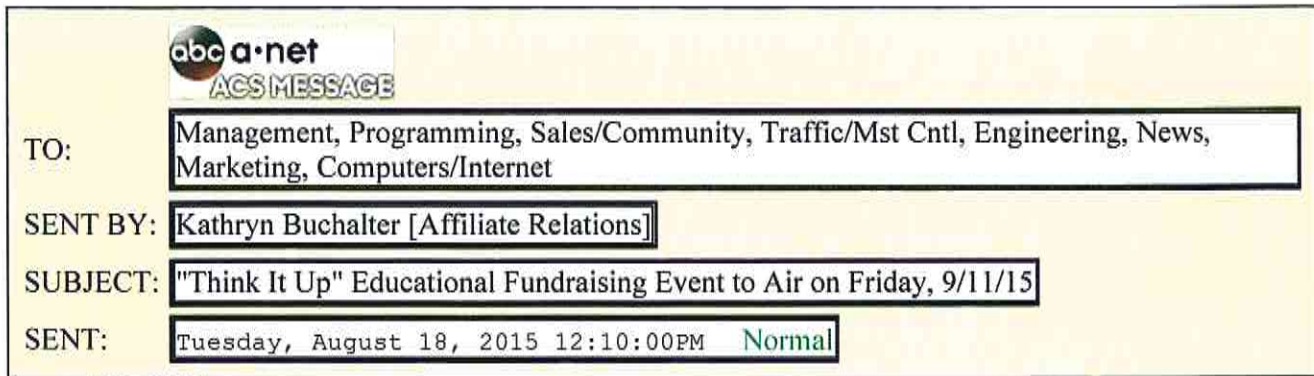 abc a•net
ACS MESSAGE
TO: Management, Programming, Sales/Community, Traffic/Mst Cntl, Engineering, News,
Marketing, Computers/Internet
SENT BY: Kathryn Buchalter [Affiliate Relations]
SUBJECT: "Think It Up" Educational Fundraising Event to Air on Friday, 9/11/15
SENT: Tuesday, August 18, 2015 12:10:00PM Normal